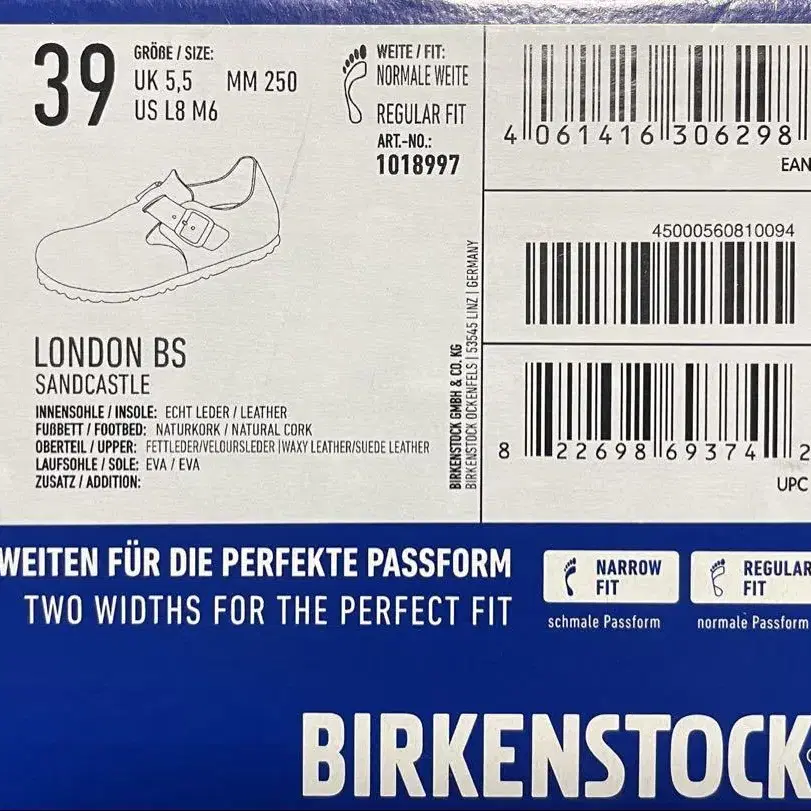 39
GRÖßE / SIZE:
UK 5,5 MM 250
US L8 M6
WEITE / FIT:
NORMALE WEITE
REGULAR FIT
ART.-NO.:
1018997
4 061416 306298
EAN
45000560810094
8 22698 69374 2
UPC
LONDON BS
SANDCASTLE
INNENSOHLE / INSOLE: ECHT LEDER / LEATHER
FUßBETT / FOOTBED: NATURKORK / NATURAL CORK
OBERTEIL / UPPER: FETTLEDER/VELOURSLEDER |WAXY LEATHER/SUEDE LEATHER
LAUFSOHLE / SOLE: EVA / EVA
ZUSATZ / ADDITION:
BIRKENSTOCK GMBH & CO. KG
BIRKENSTOCK OCKENFELS | 53545 LINZ | GERMANY
WEITEN FÜR DIE PERFEKTE PASSFORM
TWO WIDTHS FOR THE PERFECT FIT
NARROW
FIT
schmale Passform
REGULAR
FIT
normale Passform
BIRKENSTOCK